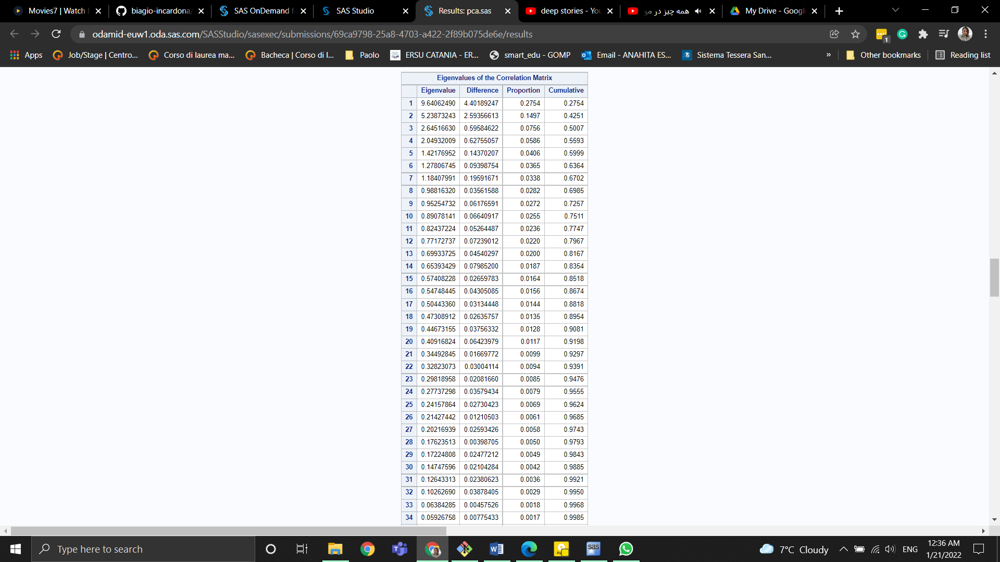 Movies7 | Watch
biagio-incardona/
SAS OnDemand f
SAS Studio
Results: pca.sas
deep stories - You
همه چیز در مو
My Drive - Googl
odamid-euw1.oda.sas.com/SASStudio/sasexec/submissions/69ca9798-25a8-4703-a422-2f89b075de6e/results
1
Apps
Job/Stage | Centro...
Corso di laurea ma...
Bacheca | Corso di l...
Paolo
ERSU CATANIA - ER...
smart_edu - GOMP
Email - ANAHITA ES...
Sistema Tessera San...
»
Other bookmarks
Reading list
Eigenvalues of the Correlation Matrix
Eigenvalue Difference Proportion Cumulative
1 9.64062490 4.40189247 0.2754 0.2754
2 5.23873243 2.59356613 0.1497 0.4251
3 2.64516630 0.59584622 0.0756 0.5007
4 2.04932009 0.62755057 0.0586 0.5593
5 1.42176952 0.14370207 0.0406 0.5999
6 1.27806745 0.09398754 0.0365 0.6364
7 1.18407991 0.19591671 0.0338 0.6702
8 0.98816320 0.03561588 0.0282 0.6985
9 0.95254732 0.06176591 0.0272 0.7257
10 0.89078141 0.06640917 0.0255 0.7511
11 0.82437224 0.05264487 0.0236 0.7747
12 0.77172737 0.07239012 0.0220 0.7967
13 0.69933725 0.04540297 0.0200 0.8167
14 0.65393429 0.07985200 0.0187 0.8354
15 0.57408228 0.02659783 0.0164 0.8518
16 0.54748445 0.04305085 0.0156 0.8674
17 0.50443360 0.03134448 0.0144 0.8818
18 0.47308912 0.02635757 0.0135 0.8954
19 0.44673155 0.03756332 0.0128 0.9081
20 0.40916824 0.06423979 0.0117 0.9198
21 0.34492845 0.01669772 0.0099 0.9297
22 0.32823073 0.03004114 0.0094 0.9391
23 0.29818958 0.02081660 0.0085 0.9476
24 0.27737298 0.03579434 0.0079 0.9555
25 0.24157864 0.02730423 0.0069 0.9624
26 0.21427442 0.01210503 0.0061 0.9685
27 0.20216939 0.02593426 0.0058 0.9743
28 0.17623513 0.00398705 0.0050 0.9793
29 0.17224808 0.02477212 0.0049 0.9843
30 0.14747596 0.02104284 0.0042 0.9885
31 0.12643313 0.02380623 0.0036 0.9921
32 0.10262690 0.03878405 0.0029 0.9950
33 0.06384285 0.00457526 0.0018 0.9968
34 0.05926758 0.00775433 0.0017 0.9985
Type here to search
sas
7°C Cloudy
ENG
12:36 AM
1/21/2022